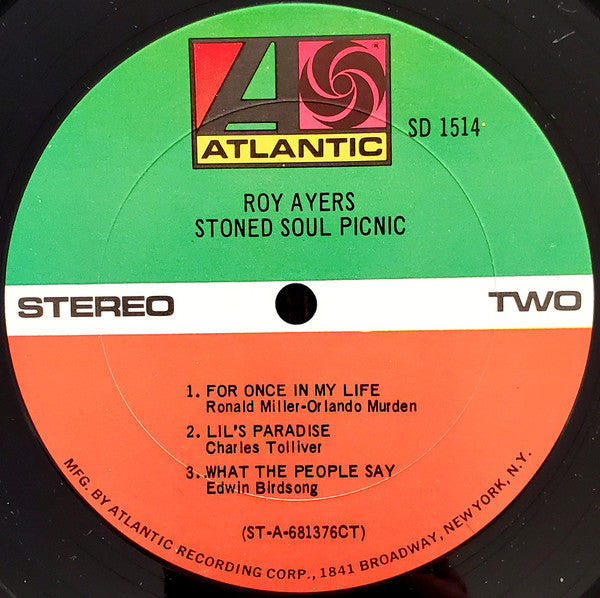 ATLANTIC
SD 1514
ROY AYERS
STONED SOUL PICNIC
STEREO
TWO
1. FOR ONCE IN MY LIFE
Ronald Miller-Orlando Murden
2. LIL'S PARADISE
Charles Tolliver
3..WHAT THE PEOPLE SAY
Edwin Birdsong
(ST-A-681376CT)
MFG. BY ATLANTIC RECORDING CORP., 1841 BROADWAY, NEW YORK, N.Y.